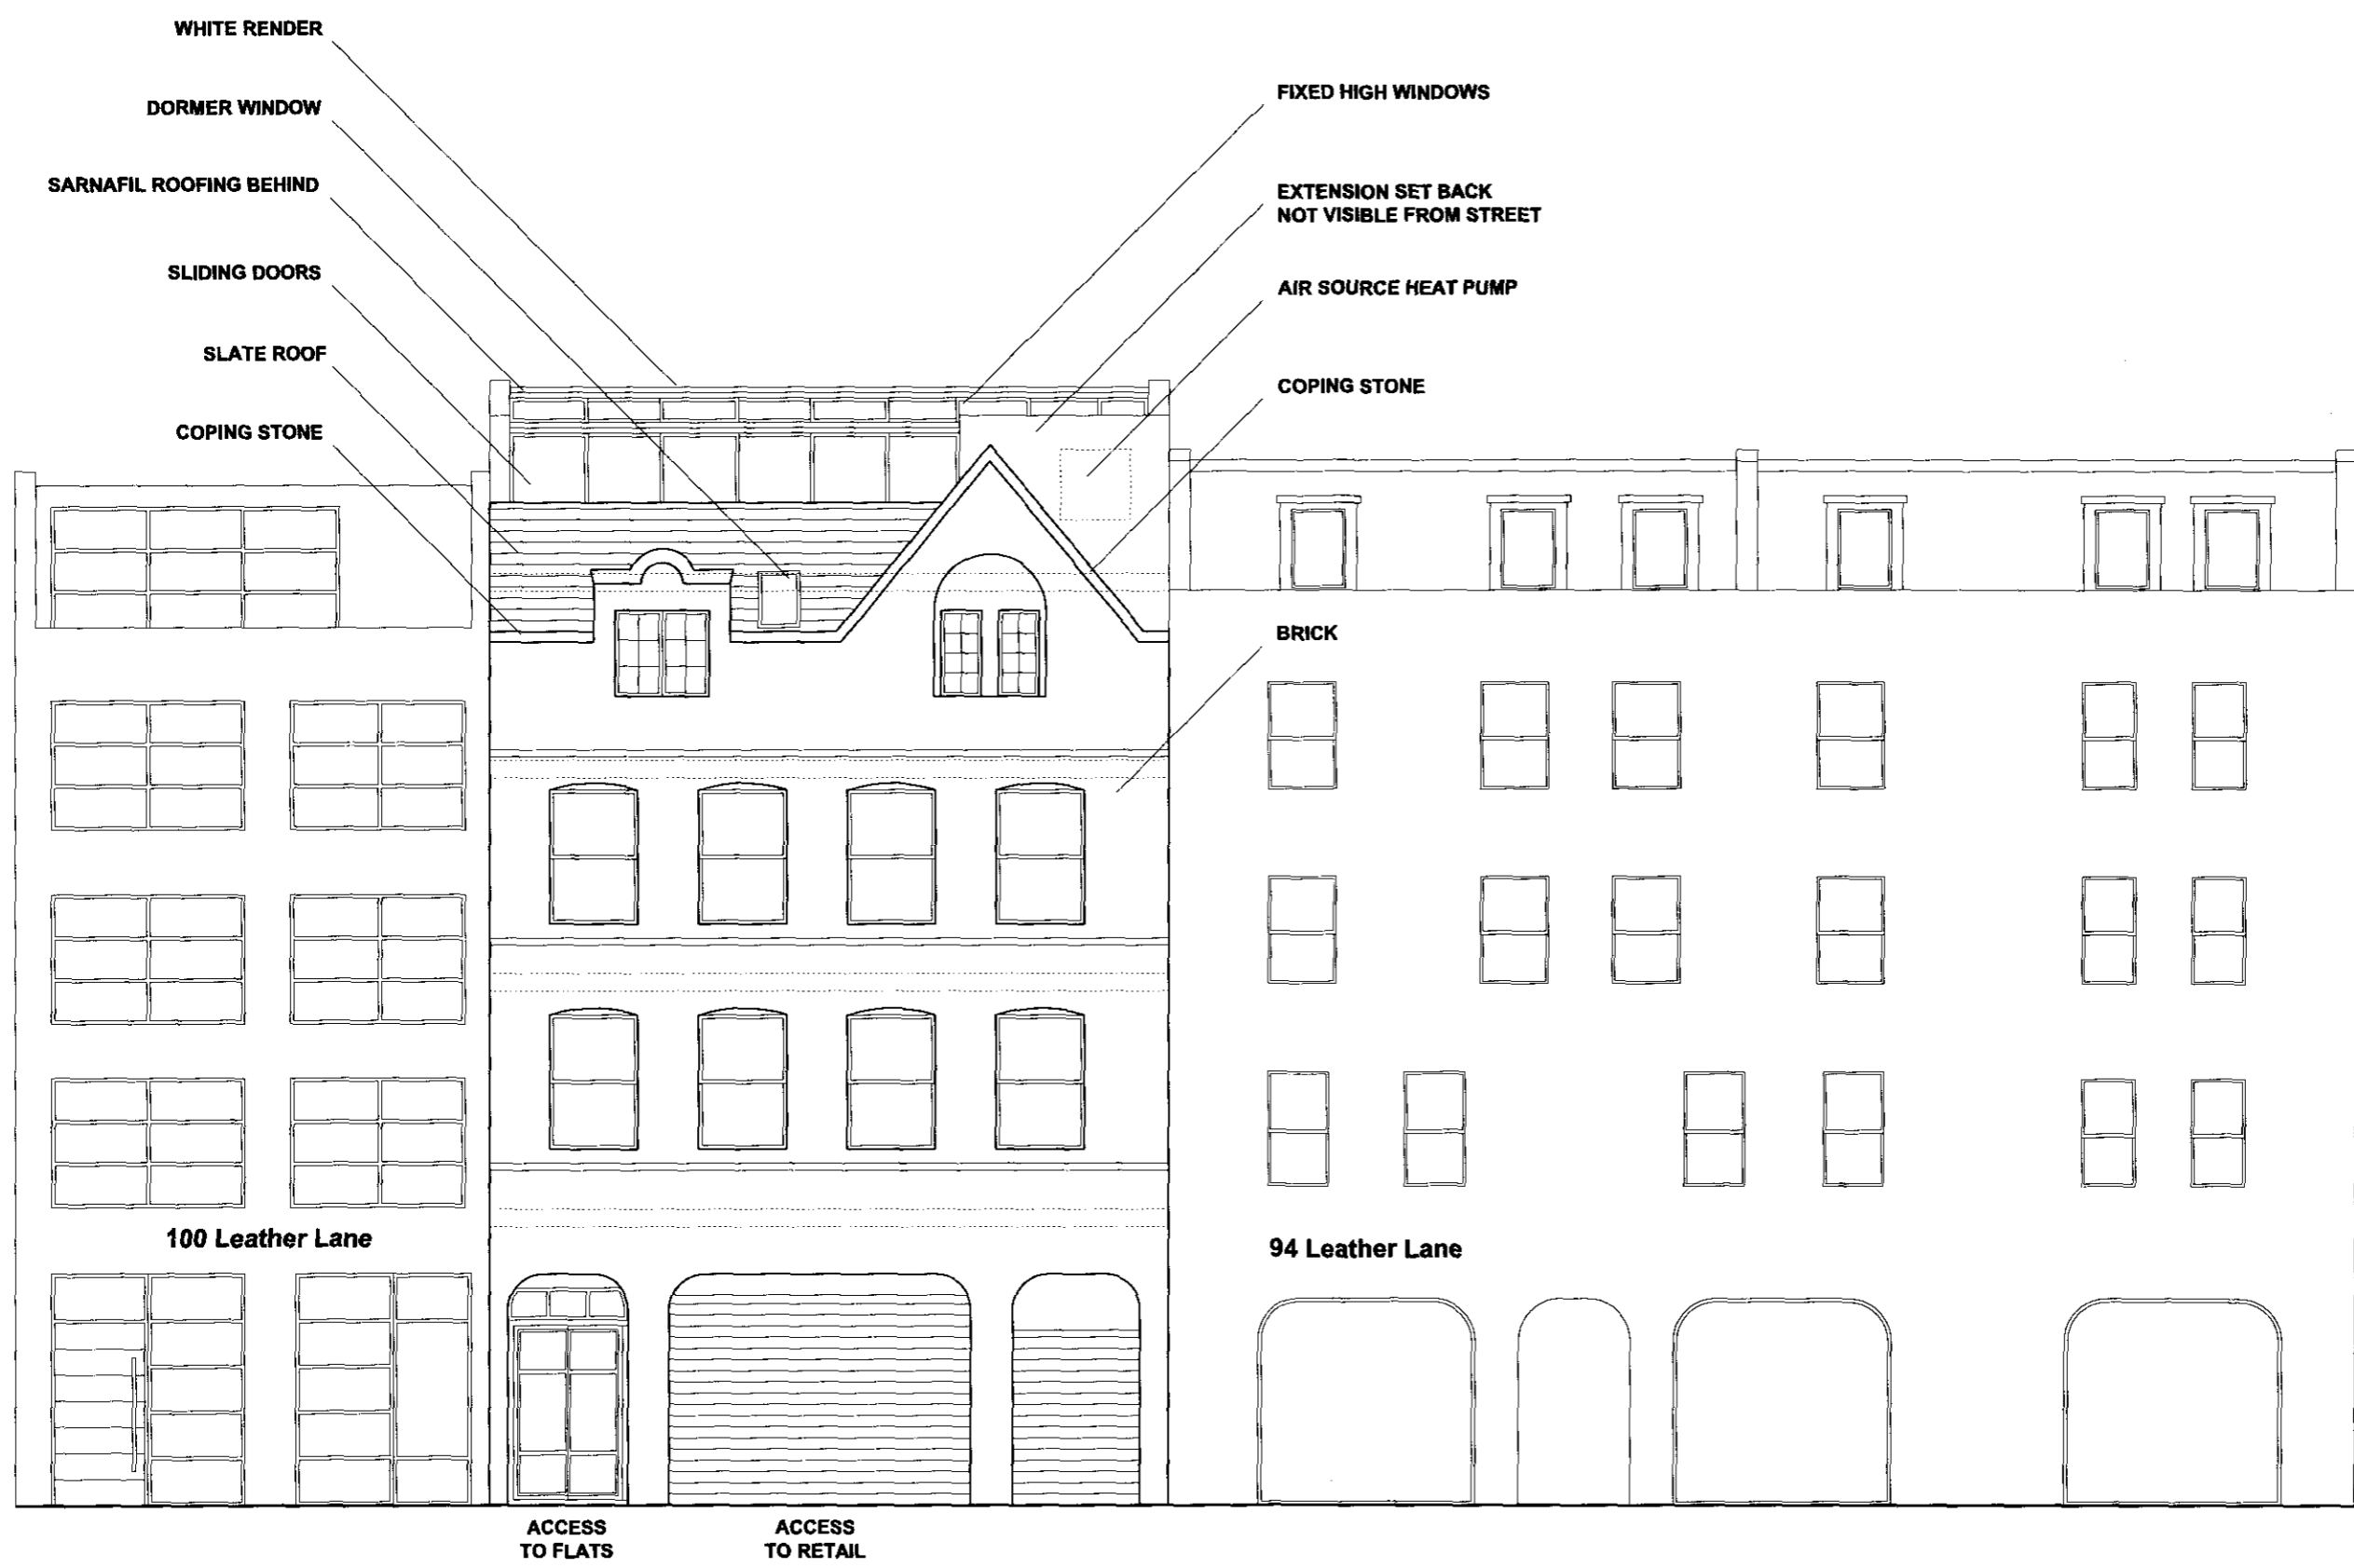 WHITE RENDER
DORMER WINDOW
SARNAFIL ROOFING BEHIND
SLIDING DOORS
SLATE ROOF
COPING STONE
FIXED HIGH WINDOWS
EXTENSION SET BACK
NOT VISIBLE FROM STREET
AIR SOURCE HEAT PUMP
COPING STONE
BRICK
100 Leather Lane
94 Leather Lane
ACCESS
TO FLATS
ACCESS
TO RETAIL